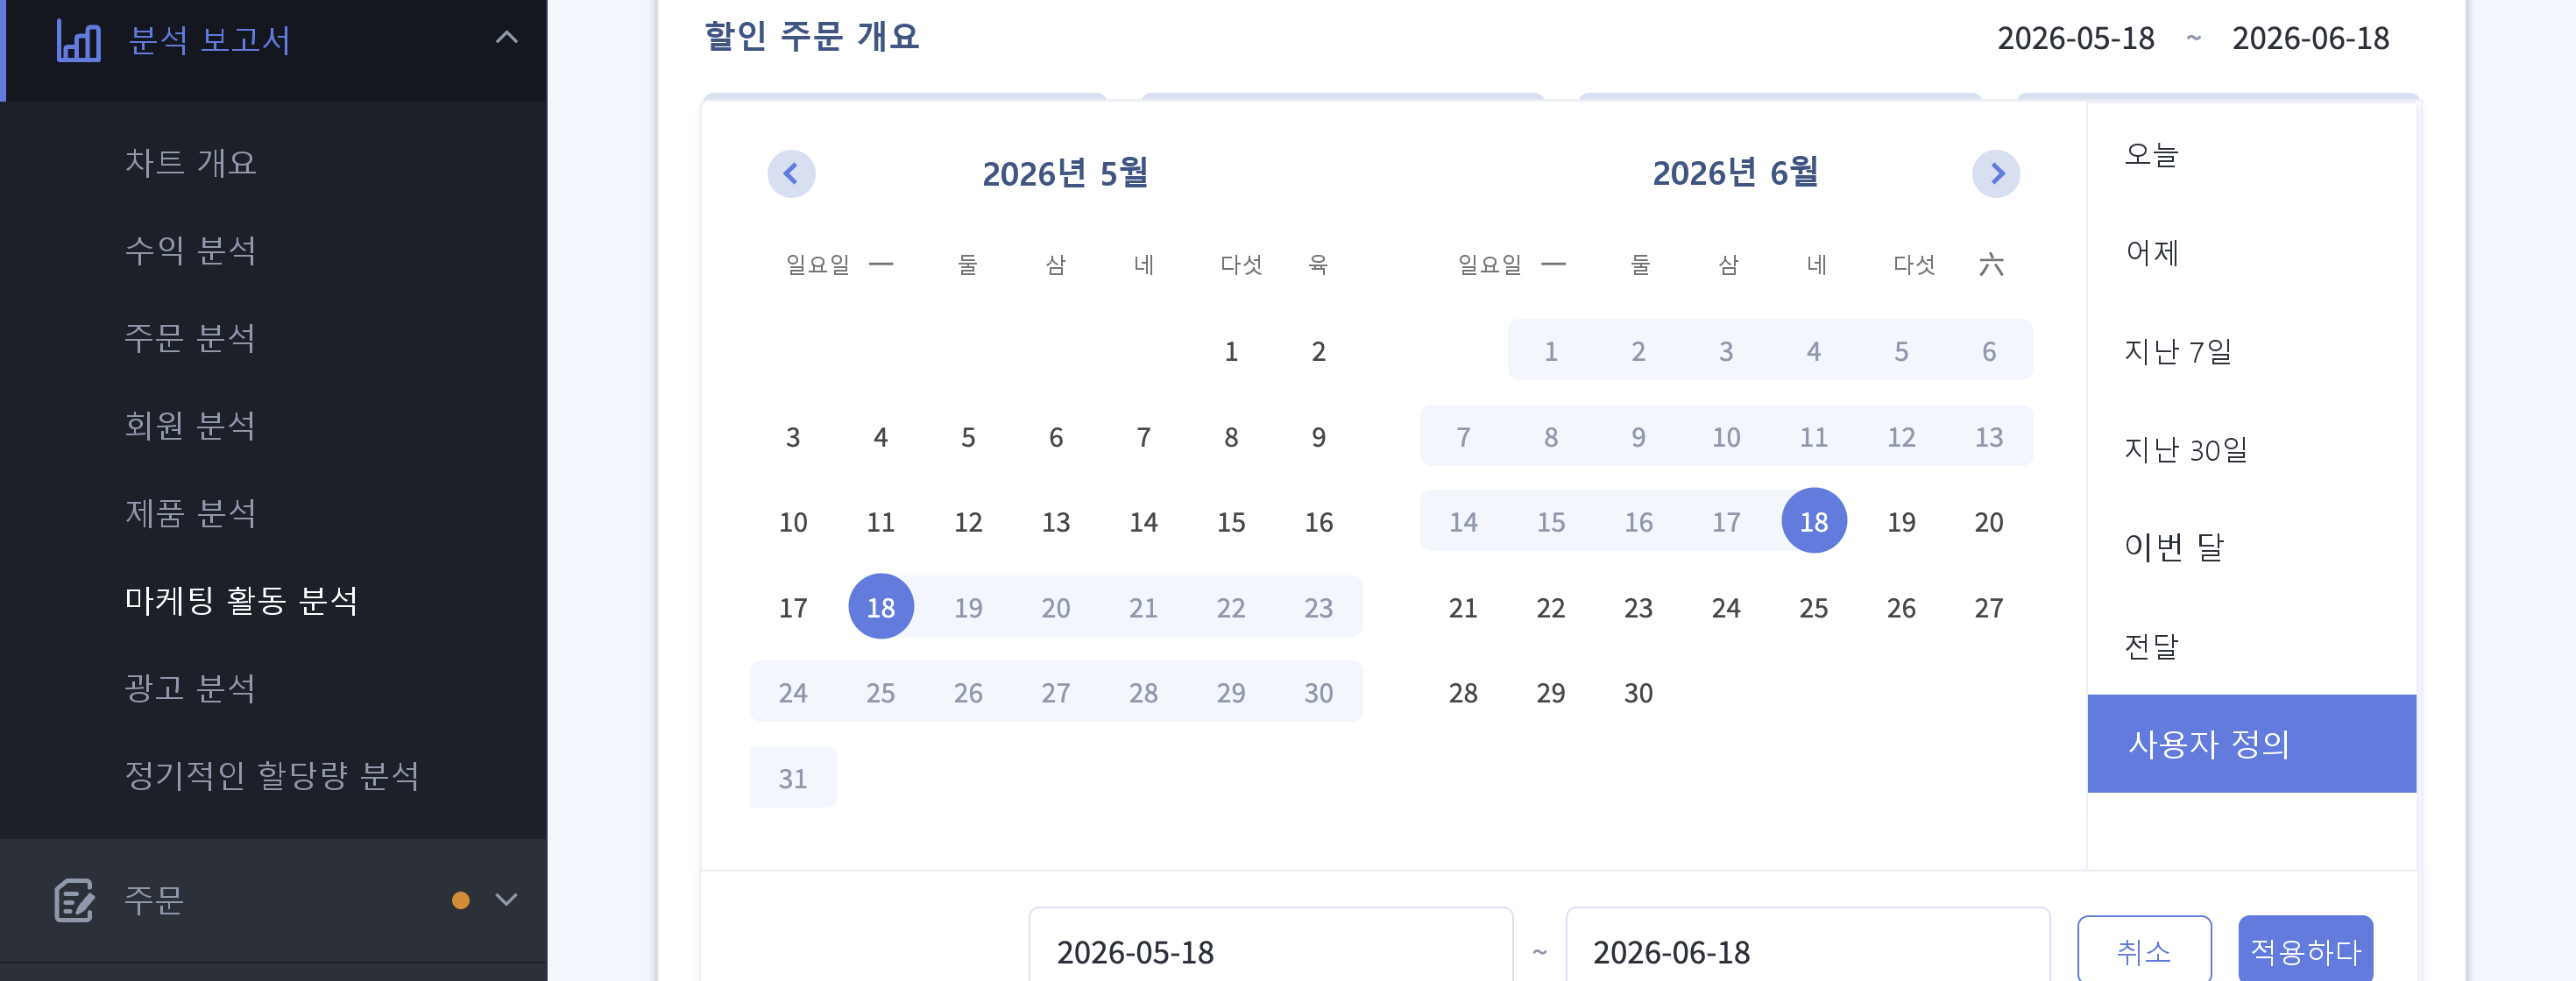 분석 보고서
차트 개요
수익 분석
주문 분석
회원 분석
제품 분석
마케팅 활동 분석
광고 분석
정기적인 할당량 분석
주문
할인 주문 개요
2026-05-18 ~ 2026-06-18
2026년 5월
일요일 一 둘 삼 네 다섯 육
1 2
3 4 5 6 7 8 9
10 11 12 13 14 15 16
17 18 19 20 21 22 23
24 25 26 27 28 29 30
31
2026년 6월
일요일 一 둘 삼 네 다섯 六
1 2 3 4 5 6
7 8 9 10 11 12 13
14 15 16 17 18 19 20
21 22 23 24 25 26 27
28 29 30
오늘
어제
지난 7일
지난 30일
이번 달
전달
사용자 정의
2026-05-18 ~ 2026-06-18
취소
적용하다